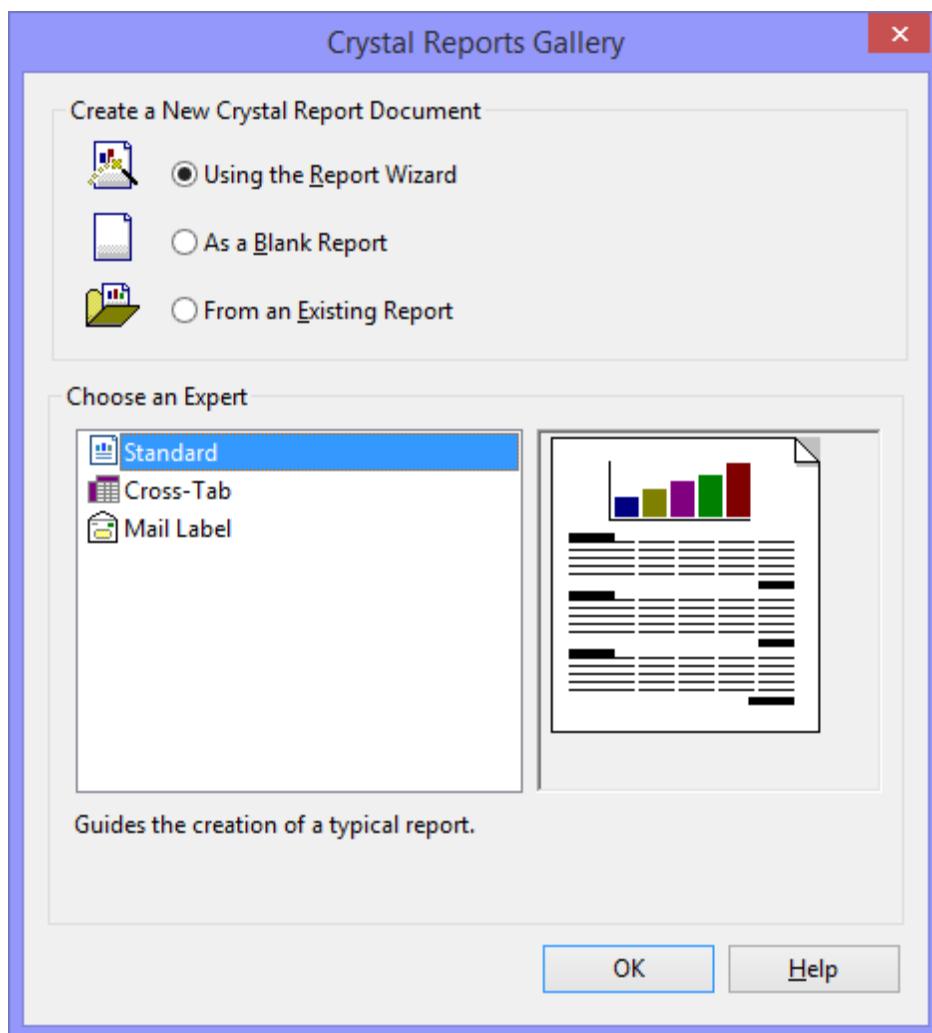 Crystal Reports Gallery
Create a New Crystal Report Document
Using the Report Wizard
As a Blank Report
From an Existing Report
Choose an Expert
Standard
Cross-Tab
Mail Label
Guides the creation of a typical report.
OK
Help